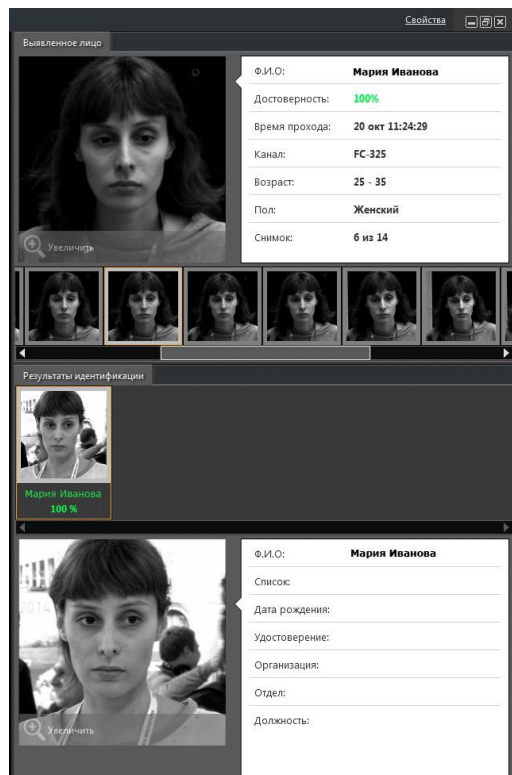 Свойства
Выявленное лицо
Ф.И.О: Мария Иванова
Достоверность: 100%
Время прохода: 20 окт 11:24:29
Канал: FC-325
Возраст: 25 - 35
Пол: Женский
Снимок: 6 из 14
Увеличить
Результаты идентификации
Мария Иванова
100 %
2014
Ф.И.О: Мария Иванова
Список:
Дата рождения:
Удостоверение:
Организация:
Отдел:
Должность:
Увеличить